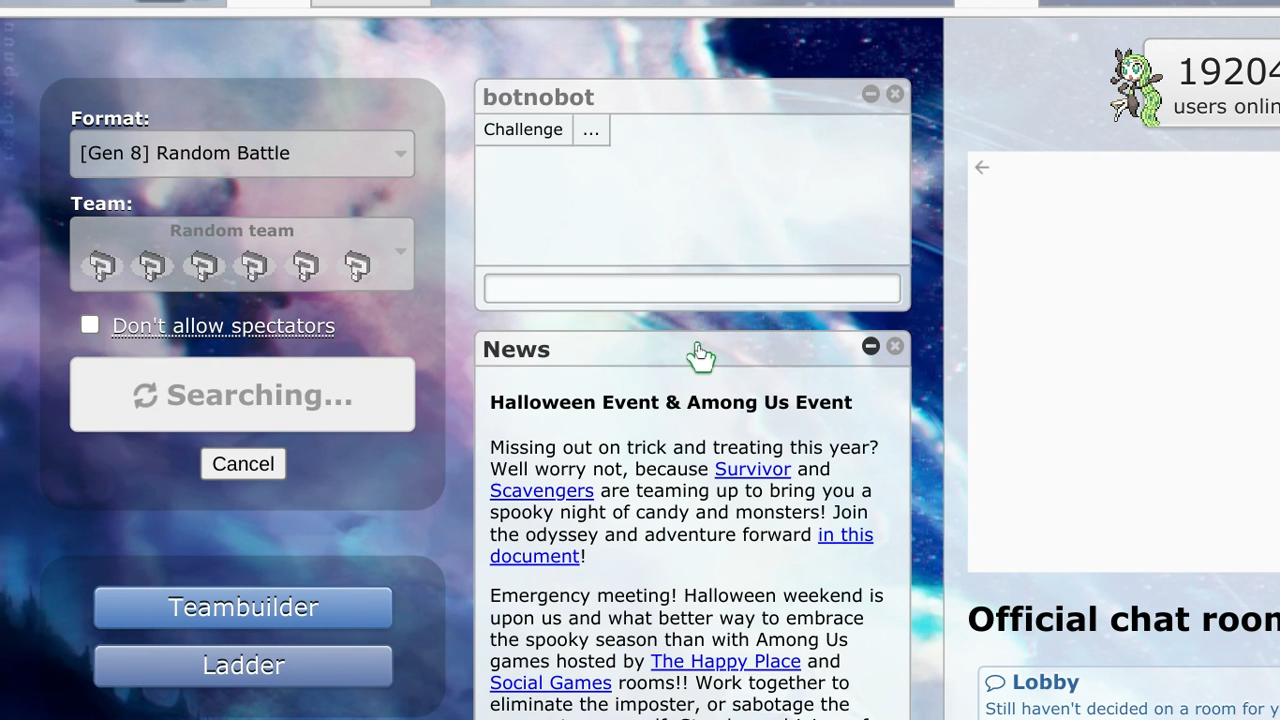 Format:
[Gen 8] Random Battle
Team:
Random team
Don't allow spectators
Searching...
Cancel
Teambuilder
Ladder
botnobot
Challenge
...
News
Halloween Event & Among Us Event
Missing out on trick and treating this year?
Well worry not, because Survivor and
Scavengers are teaming up to bring you a
spooky night of candy and monsters! Join
the odyssey and adventure forward in this
document!
Emergency meeting! Halloween weekend is
upon us and what better way to embrace
the spooky season than with Among Us
games hosted by The Happy Place and
Social Games rooms!! Work together to
eliminate the imposter, or sabotage the
19204
users onlin
Official chat room
Lobby
Still haven't decided on a room for y